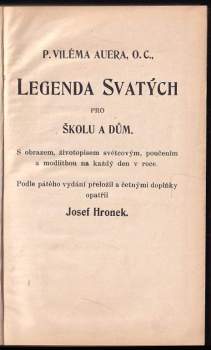 P. VILÉMA AUERA, O. C.,
LEGENDA SVATÝCH
PRO
ŠKOLU A DŮM.
S obrazem, životopisem světcovým, poučením
a modlitbou na každý den v roce.
Podle pátého vydání přeložil a četnými doplňky
opatřil
Josef Hronek.